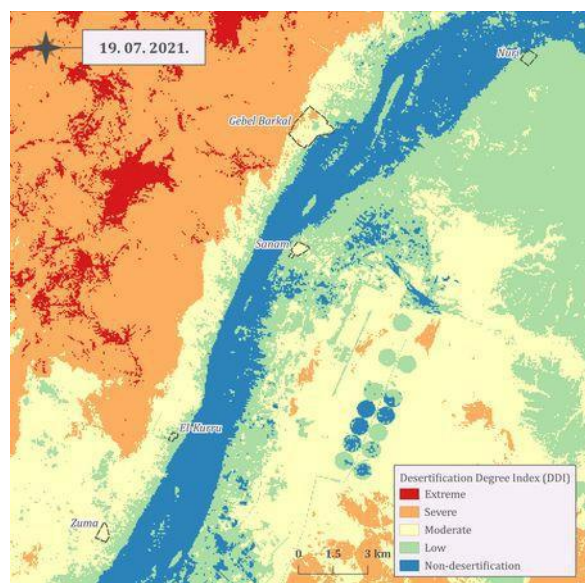 19. 07. 2021.
Nuri
Gebel Barkal
Sanam
El-Kurru
Zuma
Desertification Degree Index (DDI)
Extreme
Severe
Moderate
Low
Non-desertification
0 1.5 3 km